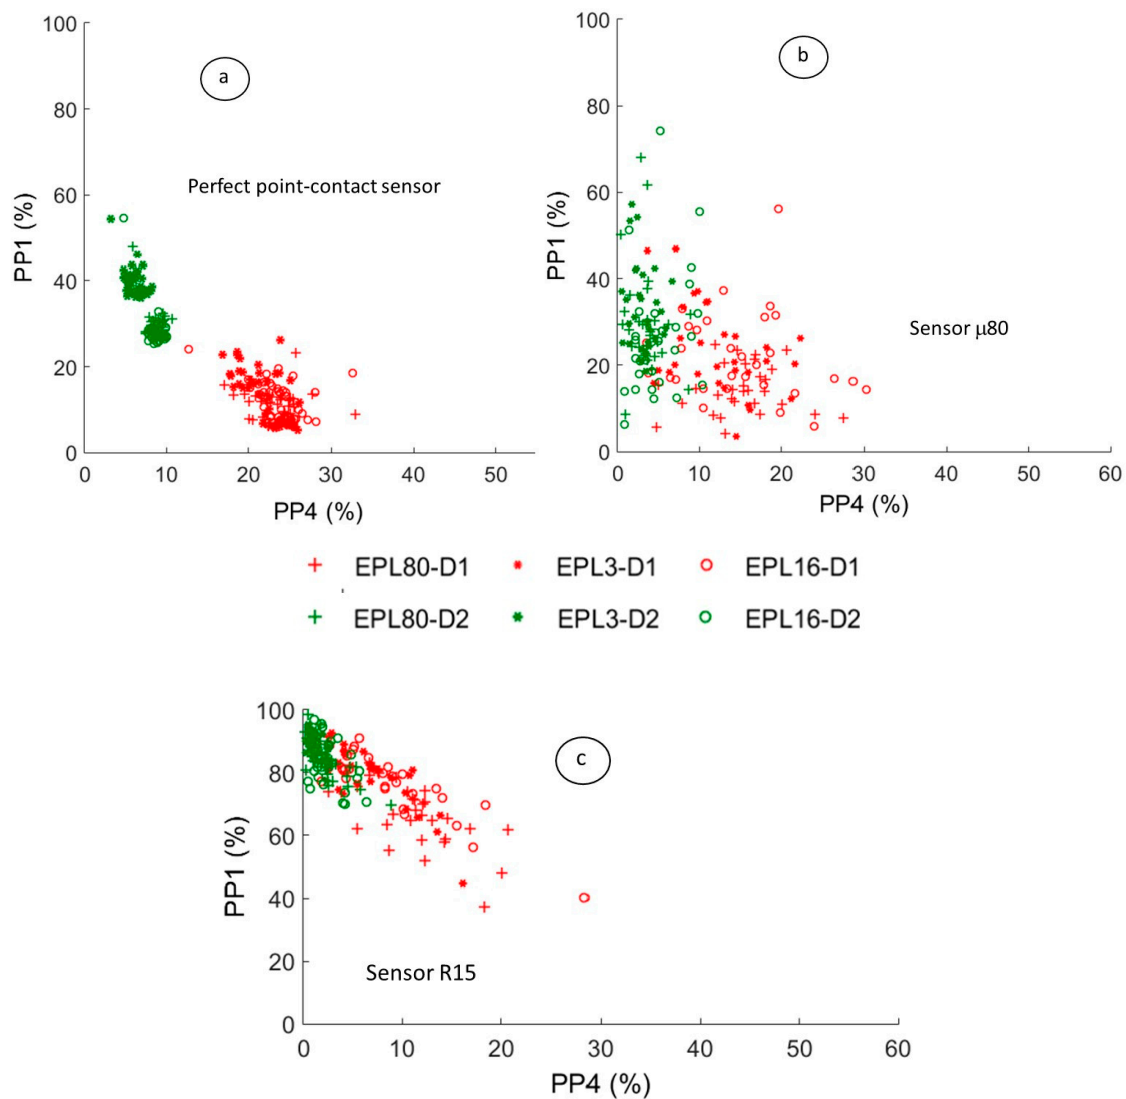 100
80
60
40
20
0
PP1 (%)
a
Perfect point-contact sensor
0 10 20 30 40 50
PP4 (%)
100
80
60
40
20
0
PP1 (%)
b
Sensor µ80
0 10 20 30 40 50 60
PP4 (%)
EPL80-D1 EPL3-D1 EPL16-D1
EPL80-D2 EPL3-D2 EPL16-D2
100
80
60
40
20
0
PP1 (%)
c
Sensor R15
0 10 20 30 40 50 60
PP4 (%)